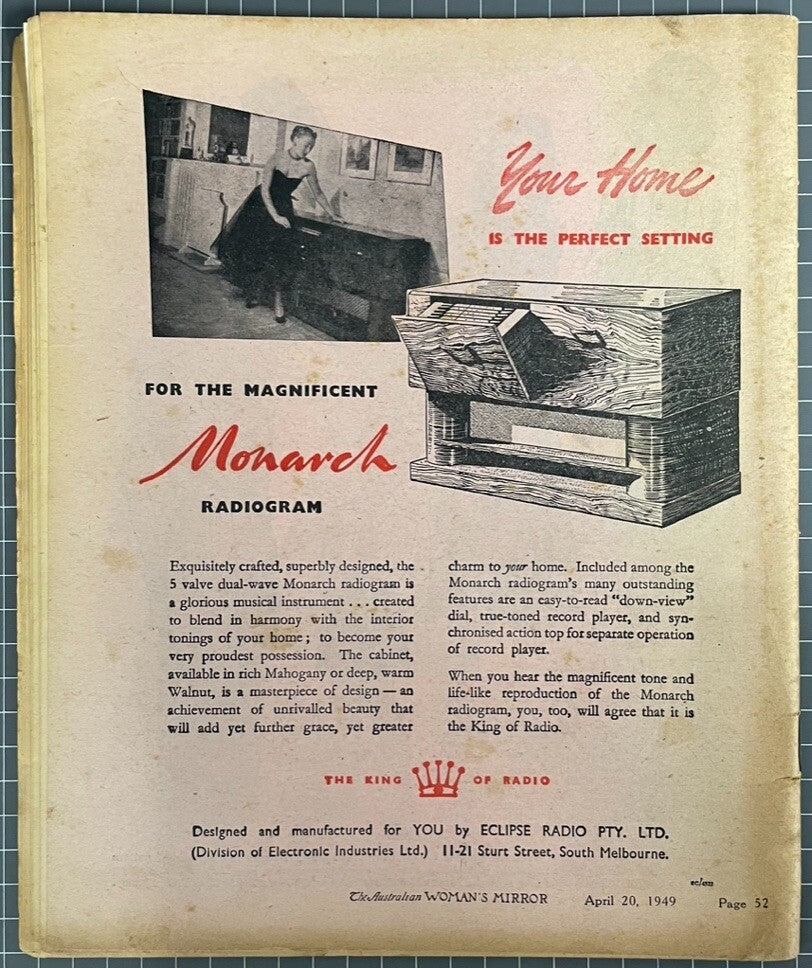 Your Home
IS THE PERFECT SETTING
FOR THE MAGNIFICENT
Monarch
RADIOGRAM
Exquisitely crafted, superbly designed, the
5 valve dual-wave Monarch radiogram is
a glorious musical instrument . . . created
to blend in harmony with the interior
tonings of your home ; to become your
very proudest possession. The cabinet,
available in rich Mahogany or deep, warm
Walnut, is a masterpiece of design — an
achievement of unrivalled beauty that
will add yet further grace, yet greater
charm to your home. Included among the
Monarch radiogram's many outstanding
features are an easy-to-read "down-view"
dial, true-toned record player, and syn-
chronised action top for separate operation
of record player.
When you hear the magnificent tone and
life-like reproduction of the Monarch
radiogram, you, too, will agree that it is
the King of Radio.
THE KING OF RADIO
Designed and manufactured for YOU by ECLIPSE RADIO PTY. LTD.
(Division of Electronic Industries Ltd.) 11-21 Sturt Street, South Melbourne.
The Australian WOMAN'S MIRROR April 20, 1949 Page 52